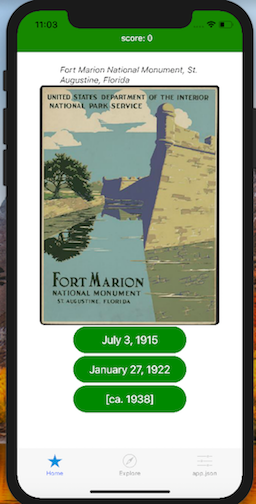 11:03
score: 0
Fort Marion National Monument, St.
Augustine, Florida
UNITED STATES DEPARTMENT OF THE INTERIOR
NATIONAL PARK SERVICE
FORT MARION
NATIONAL MONUMENT
ST. AUGUSTINE, FLORIDA
July 3, 1915
January 27, 1922
[ca. 1938]
Home
Explore
app.json